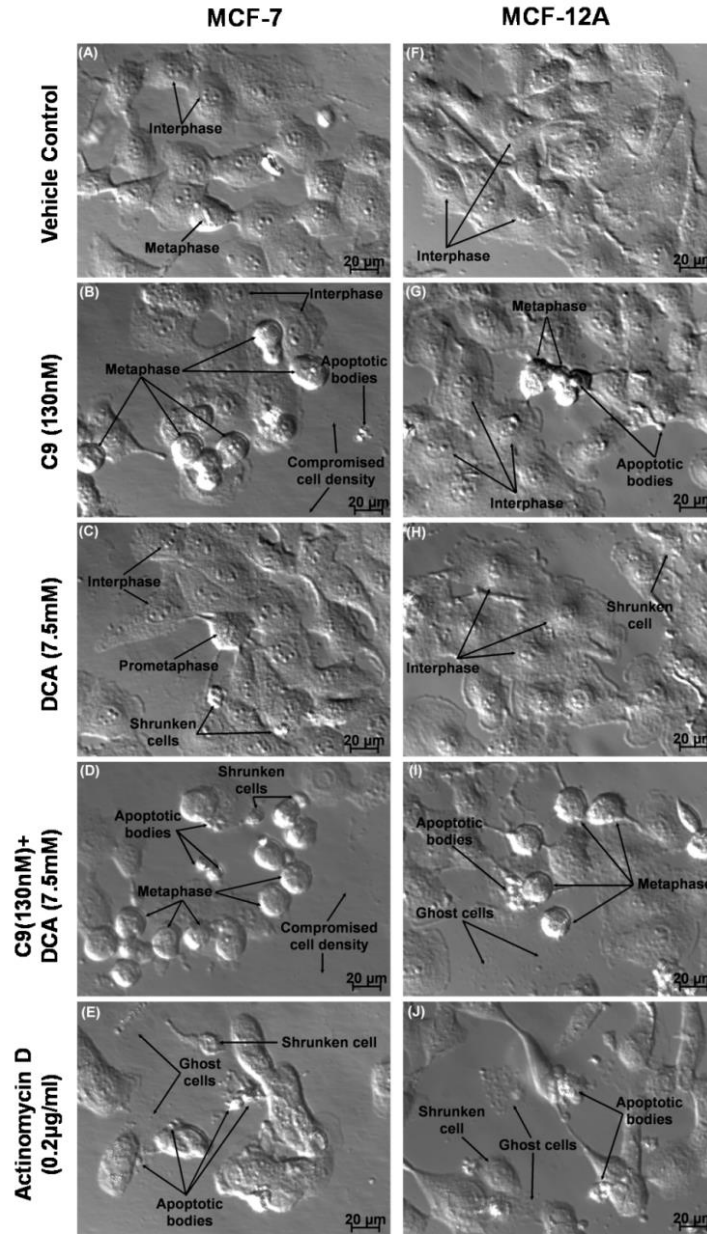 MCF-7
MCF-12A
Vehicle Control
(A)
Interphase
Metaphase
20 µm
(F)
Interphase
20 µm
C9 (130nM)
(B)
Interphase
Metaphase
Apoptotic
bodies
Compromised
cell density
20 µm
(G)
Metaphase
Apoptotic
bodies
Interphase
20 µm
DCA (7.5mM)
(C)
Interphase
Prometaphase
Shrunken
cells
20 µm
(H)
Shrunken
cell
Interphase
20 µm
C9(130nM)+
DCA (7.5mM)
(D)
Shrunken
cells
Apoptotic
bodies
Metaphase
Compromised
cell density
20 µm
(I)
Apoptotic
bodies
Metaphase
Ghost cells
20 µm
Actinomycin D
(0.2µg/ml)
(E)
Shrunken cell
Ghost
cells
Apoptotic
bodies
20 µm
(J)
Apoptotic
bodies
Shrunken
cell
Ghost cells
20 µm